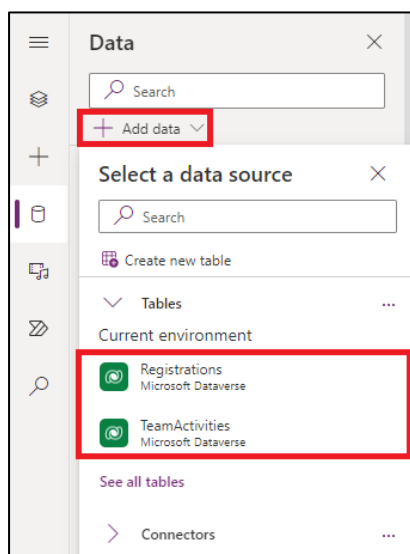 Data
Search
Add data
Select a data source
Search
Create new table
Tables
Current environment
Registrations
Microsoft Dataverse
TeamActivities
Microsoft Dataverse
See all tables
Connectors